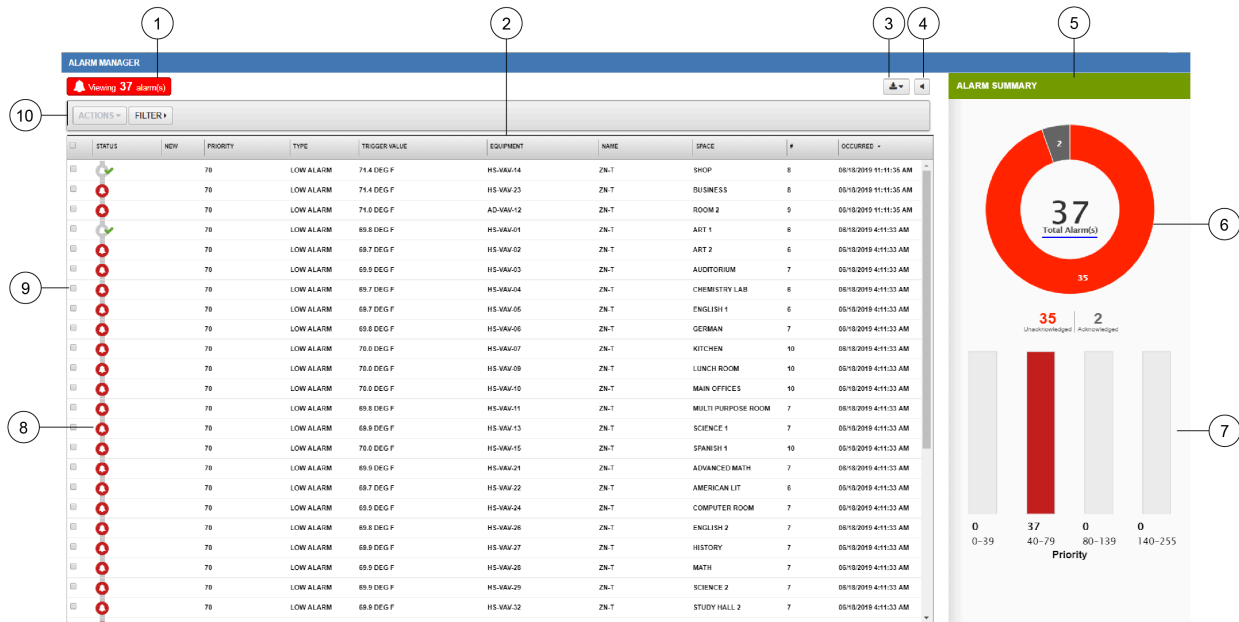 1 2 3 4 5
ALARM MANAGER
Viewing 37 alarm(s)
ALARM SUMMARY
10 ACTIONS FILTER
STATUS NEW PRIORITY TYPE TRIGGER VALUE EQUIPMENT NAME SPACE # OCCURRED
70 LOW ALARM 71.4 DEG F HS-VAV-14 ZN-T SHOP 8 06/18/2019 11:11:35 AM
70 LOW ALARM 71.4 DEG F HS-VAV-23 ZN-T BUSINESS 8 06/18/2019 11:11:35 AM
70 LOW ALARM 71.0 DEG F AD-VAV-12 ZN-T ROOM 2 9 06/18/2019 11:11:35 AM
70 LOW ALARM 69.8 DEG F HS-VAV-01 ZN-T ART 1 6 06/18/2019 4:11:33 AM
70 LOW ALARM 69.7 DEG F HS-VAV-02 ZN-T ART 2 6 06/18/2019 4:11:33 AM
70 LOW ALARM 69.9 DEG F HS-VAV-03 ZN-T AUDITORIUM 7 06/18/2019 4:11:33 AM
9 70 LOW ALARM 69.7 DEG F HS-VAV-04 ZN-T CHEMISTRY LAB 6 06/18/2019 4:11:33 AM
70 LOW ALARM 69.7 DEG F HS-VAV-05 ZN-T ENGLISH 1 6 06/18/2019 4:11:33 AM
70 LOW ALARM 69.8 DEG F HS-VAV-06 ZN-T GERMAN 7 06/18/2019 4:11:33 AM
70 LOW ALARM 70.0 DEG F HS-VAV-07 ZN-T KITCHEN 10 06/18/2019 4:11:33 AM
70 LOW ALARM 70.0 DEG F HS-VAV-09 ZN-T LUNCH ROOM 10 06/18/2019 4:11:33 AM
70 LOW ALARM 70.0 DEG F HS-VAV-10 ZN-T MAIN OFFICES 10 06/18/2019 4:11:33 AM
70 LOW ALARM 69.8 DEG F HS-VAV-11 ZN-T MULTI PURPOSE ROOM 7 06/18/2019 4:11:33 AM
8 70 LOW ALARM 69.9 DEG F HS-VAV-13 ZN-T SCIENCE 1 7 06/18/2019 4:11:33 AM
70 LOW ALARM 70.0 DEG F HS-VAV-15 ZN-T SPANISH 1 10 06/18/2019 4:11:33 AM
70 LOW ALARM 69.9 DEG F HS-VAV-21 ZN-T ADVANCED MATH 7 06/18/2019 4:11:33 AM
70 LOW ALARM 69.7 DEG F HS-VAV-22 ZN-T AMERICAN LIT 6 06/18/2019 4:11:33 AM
70 LOW ALARM 69.9 DEG F HS-VAV-24 ZN-T COMPUTER ROOM 7 06/18/2019 4:11:33 AM
70 LOW ALARM 69.8 DEG F HS-VAV-26 ZN-T ENGLISH 2 7 06/18/2019 4:11:33 AM
70 LOW ALARM 69.9 DEG F HS-VAV-27 ZN-T HISTORY 7 06/18/2019 4:11:33 AM
70 LOW ALARM 69.9 DEG F HS-VAV-28 ZN-T MATH 7 06/18/2019 4:11:33 AM
70 LOW ALARM 69.9 DEG F HS-VAV-29 ZN-T SCIENCE 2 7 06/18/2019 4:11:33 AM
70 LOW ALARM 69.9 DEG F HS-VAV-32 ZN-T STUDY HALL 2 7 06/18/2019 4:11:33 AM
2
37
Total Alarm(s)
6
35
35 2
Unacknowledged Acknowledged
7
0 37 0 0
0-39 40-79 80-139 140-255
Priority